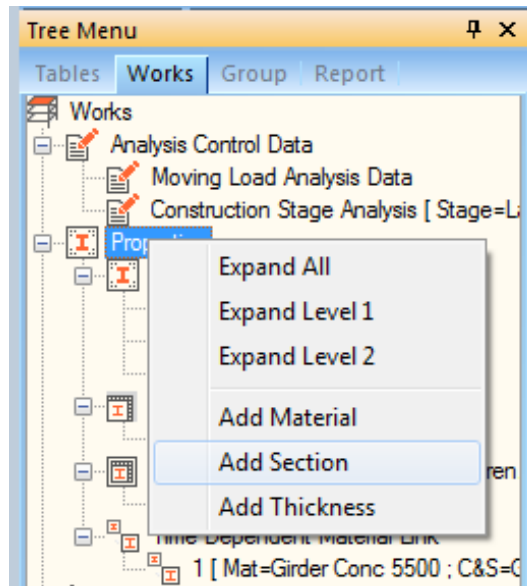 Tree Menu
Tables Works Group Report
Works
Analysis Control Data
Moving Load Analysis Data
Construction Stage Analysis [ Stage=La
Expand All
Expand Level 1
Expand Level 2
Add Material
Add Section
ren
Add Thickness
Time Dependent Material Link
1 [ Mat=Girder Conc 5500 : C&S=C